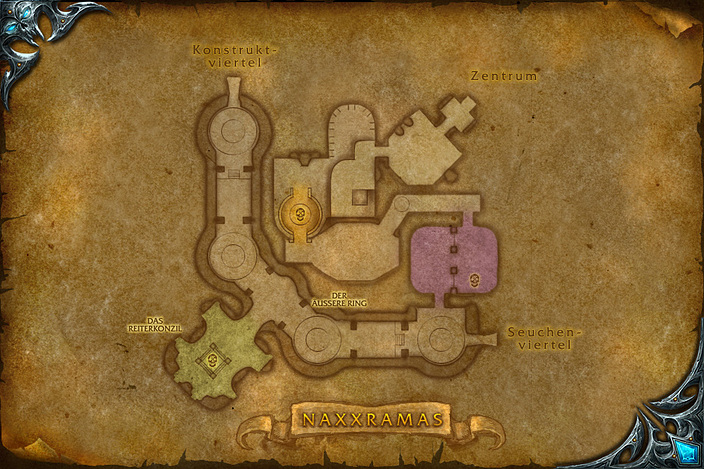 Konstrukt-
viertel
Zentrum
DER
ÄUSSERE RING
DAS
REITERKONZIL
Seuchen-
viertel
NAXXRAMAS